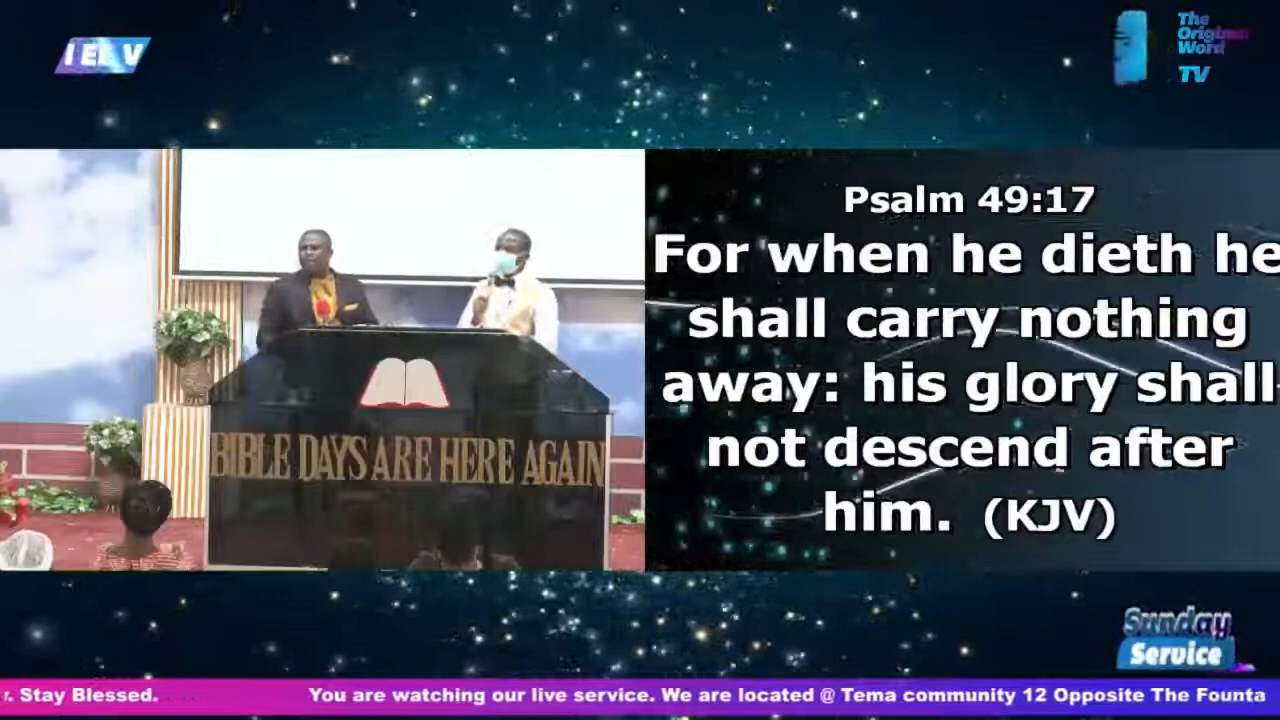 The
Original
Word
TV
Psalm 49:17
For when he dieth he
shall carry nothing
away: his glory shall
not descend after
him. (KJV)
BIBLE DAYS ARE HERE AGAIN
Sunday
Service
r. Stay Blessed. You are watching our live service. We are located @ Tema community 12 Opposite The Founta